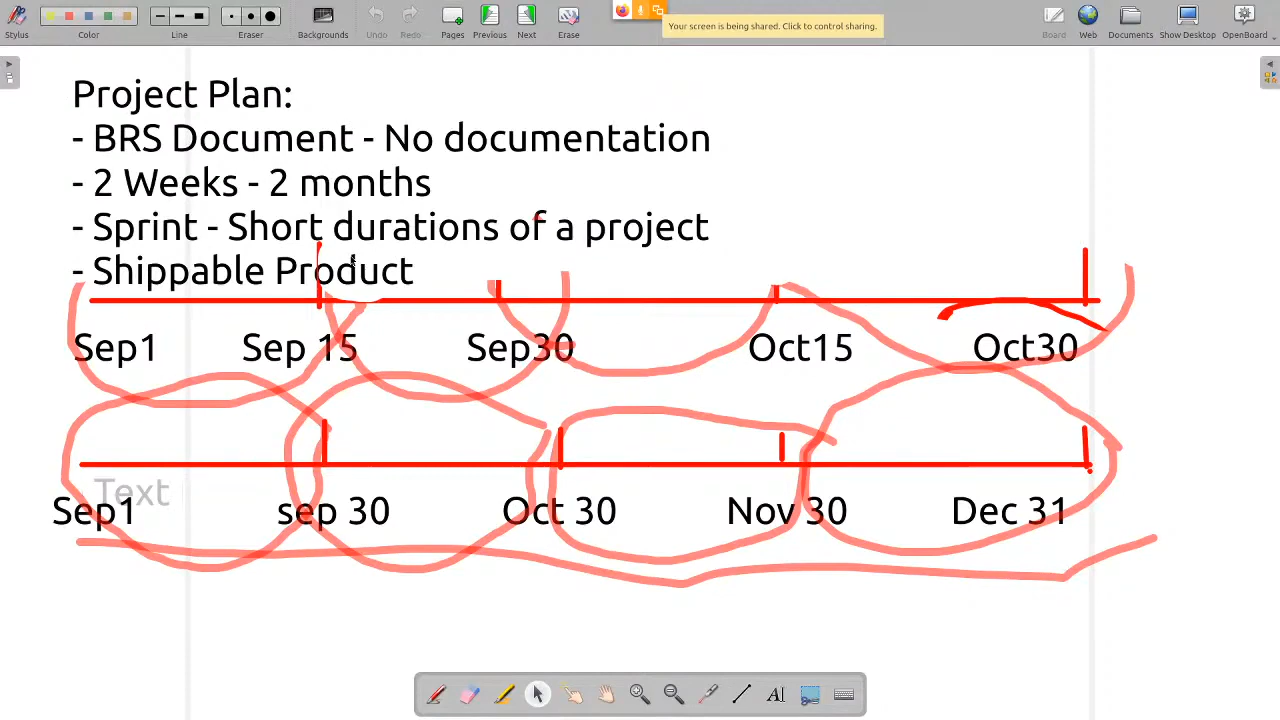 Your screen is being shared. Click to control sharing.
Stylus Color Line Eraser Backgrounds Undo Redo Pages Previous Next Erase Board Web Documents Show Desktop OpenBoard
Project Plan:
- BRS Document - No documentation
- 2 Weeks - 2 months
- Sprint - Short durations of a project
- Shippable Product
Sep1 Sep 15 Sep30 Oct15 Oct30
Text
Sep1 sep 30 Oct 30 Nov 30 Dec 31